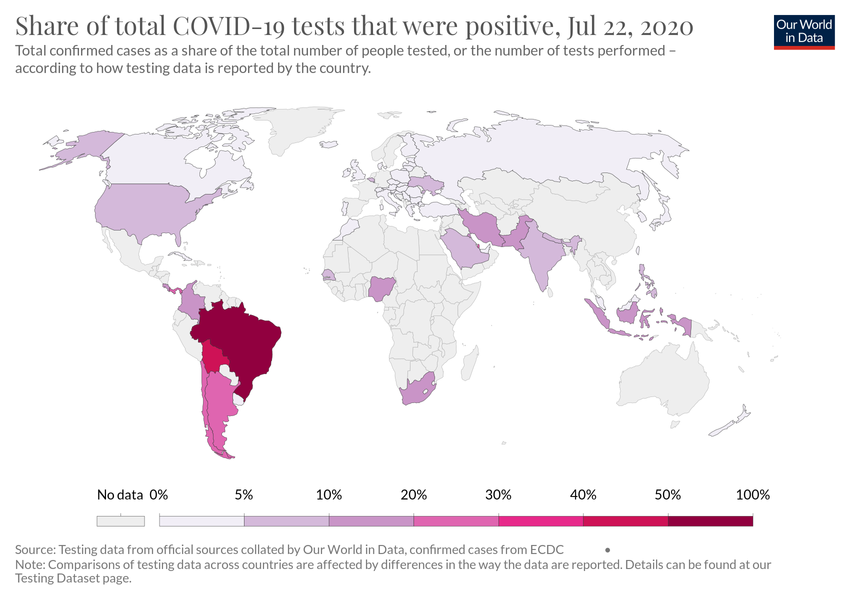 Share of total COVID-19 tests that were positive, Jul 22, 2020
Our World
in Data
Total confirmed cases as a share of the total number of people tested, or the number of tests performed –
according to how testing data is reported by the country.
No data 0% 5% 10% 20% 30% 40% 50% 100%
Source: Testing data from official sources collated by Our World in Data, confirmed cases from ECDC •
Note: Comparisons of testing data across countries are affected by differences in the way the data are reported. Details can be found at our
Testing Dataset page.